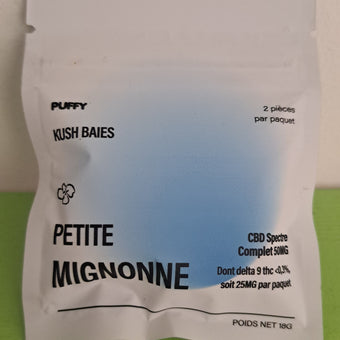 PUFFY
2 pièces
par paquet
KUSH BAIES
PETITE
MIGNONNE
CBD Spectre
Complet 50MG
Dont delta 9 thc <0,3%
soit 25MG par paquet
POIDS NET 18G